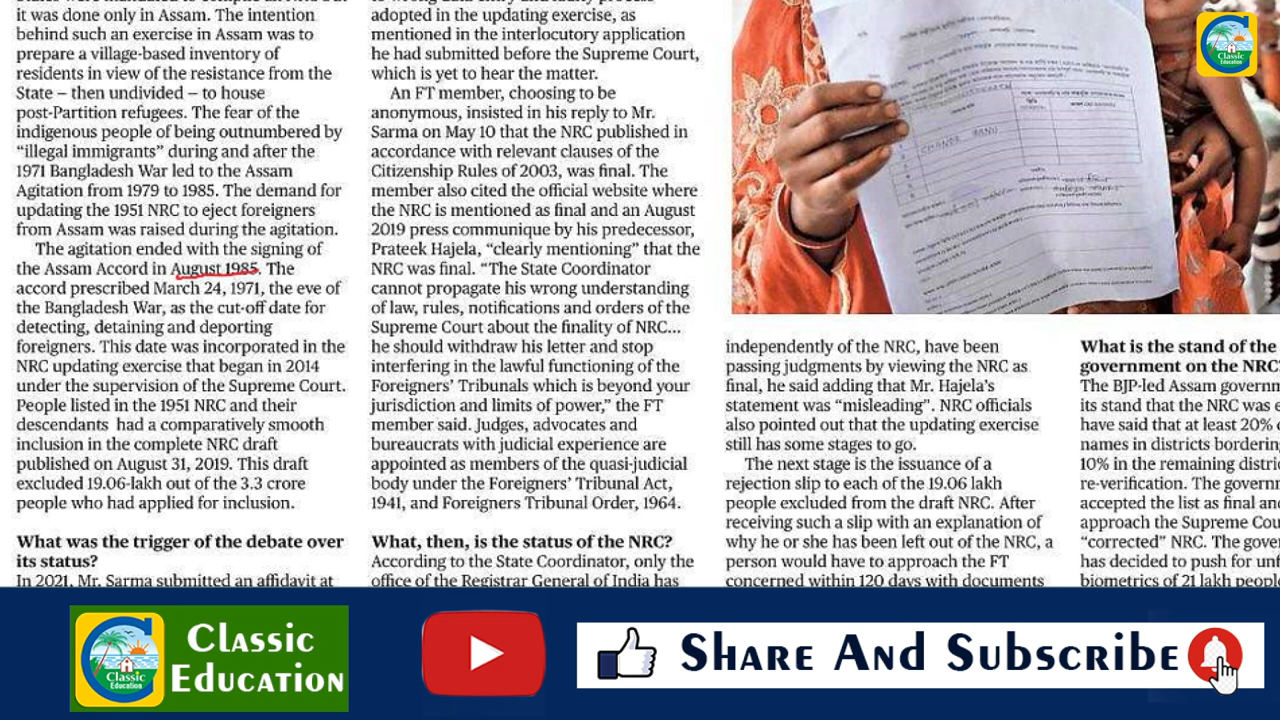 it was done only in Assam. The intention
behind such an exercise in Assam was to
prepare a village-based inventory of
residents in view of the resistance from the
State – then undivided – to house
post-Partition refugees. The fear of the
indigenous people of being outnumbered by
“illegal immigrants” during and after the
1971 Bangladesh War led to the Assam
Agitation from 1979 to 1985. The demand for
updating the 1951 NRC to eject foreigners
from Assam was raised during the agitation.
The agitation ended with the signing of
the Assam Accord in August 1985. The
accord prescribed March 24, 1971, the eve of
the Bangladesh War, as the cut-off date for
detecting, detaining and deporting
foreigners. This date was incorporated in the
NRC updating exercise that began in 2014
under the supervision of the Supreme Court.
People listed in the 1951 NRC and their
descendants had a comparatively smooth
inclusion in the complete NRC draft
published on August 31, 2019. This draft
excluded 19.06-lakh out of the 3.3 crore
people who had applied for inclusion.
What was the trigger of the debate over
its status?
In 2021, Mr. Sarma submitted an affidavit at
adopted in the updating exercise, as
mentioned in the interlocutory application
he had submitted before the Supreme Court,
which is yet to hear the matter.
An FT member, choosing to be
anonymous, insisted in his reply to Mr.
Sarma on May 10 that the NRC published in
accordance with relevant clauses of the
Citizenship Rules of 2003, was final. The
member also cited the official website where
the NRC is mentioned as final and an August
2019 press communique by his predecessor,
Prateek Hajela, “clearly mentioning” that the
NRC was final. “The State Coordinator
cannot propagate his wrong understanding
of law, rules, notifications and orders of the
Supreme Court about the finality of NRC...
he should withdraw his letter and stop
interfering in the lawful functioning of the
Foreigners’ Tribunals which is beyond your
jurisdiction and limits of power,” the FT
member said. Judges, advocates and
bureaucrats with judicial experience are
appointed as members of the quasi-judicial
body under the Foreigners’ Tribunal Act,
1941, and Foreigners Tribunal Order, 1964.
What, then, is the status of the NRC?
According to the State Coordinator, only the
office of the Registrar General of India has
CHANDE BANU
independently of the NRC, have been
passing judgments by viewing the NRC as
final, he said adding that Mr. Hajela’s
statement was “misleading”. NRC officials
also pointed out that the updating exercise
still has some stages to go.
The next stage is the issuance of a
rejection slip to each of the 19.06 lakh
people excluded from the draft NRC. After
receiving such a slip with an explanation of
why he or she has been left out of the NRC, a
person would have to approach the FT
concerned within 120 days with documents
What is the stand of the
government on the NRC?
The BJP-led Assam governm
its stand that the NRC was e
have said that at least 20% o
names in districts bordering
10% in the remaining distric
re-verification. The governm
accepted the list as final and
approach the Supreme Cou
“corrected” NRC. The gover
has decided to push for unf
biometrics of 21 lakh people
Classic
Education
Classic
Education
Classic
Education
Share And Subscribe